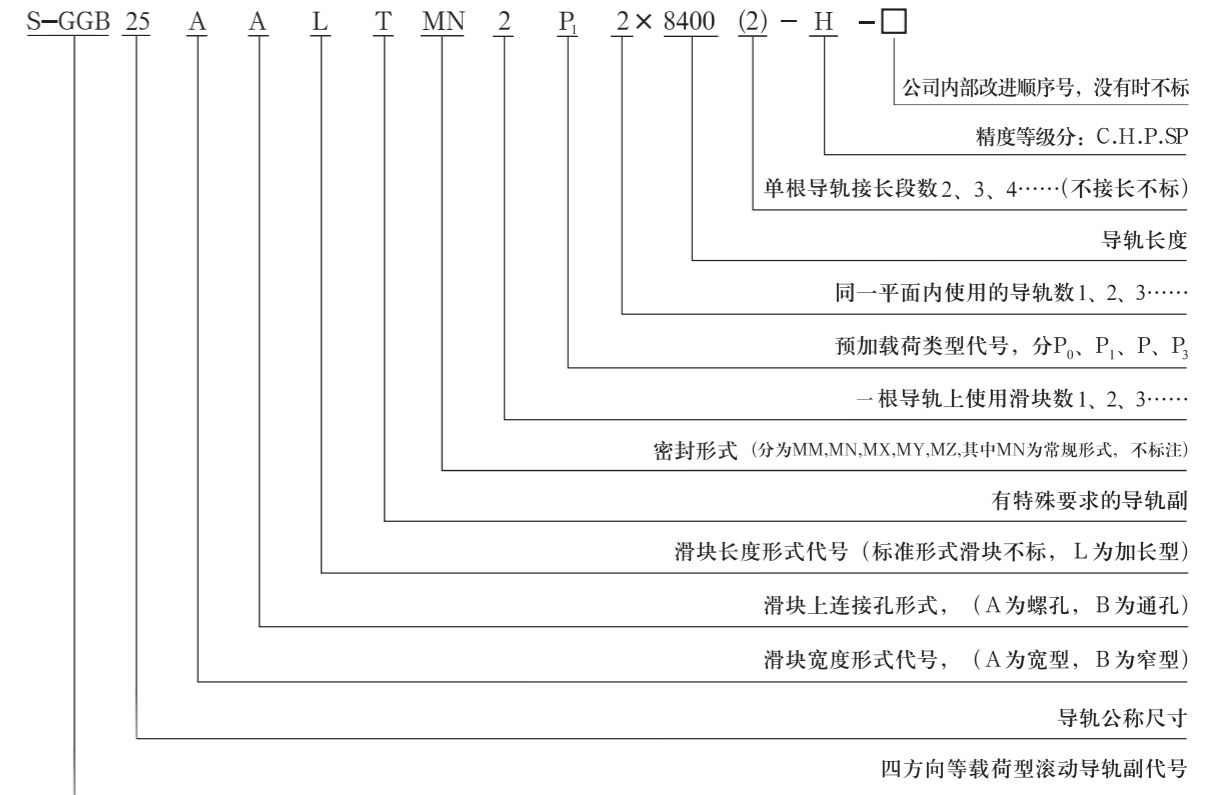 S-GGB 25 A A L T MN 2 P₁ 2×8400 (2)-H-□
公司内部改进顺序号，没有时不标
精度等级分：C.H.P.SP
单根导轨接长段数2、3、4……(不接长不标)
导轨长度
同一平面内使用的导轨数1、2、3……
预加载荷类型代号，分P₀、P₁、P、P₃
一根导轨上使用滑块数1、2、3……
密封形式（分为MM,MN,MX,MY,MZ,其中MN为常规形式，不标注）
有特殊要求的导轨副
滑块长度形式代号（标准形式滑块不标，L为加长型）
滑块上连接孔形式，（A为螺孔，B为通孔）
滑块宽度形式代号，（A为宽型，B为窄型）
导轨公称尺寸
四方向等载荷型滚动导轨副代号